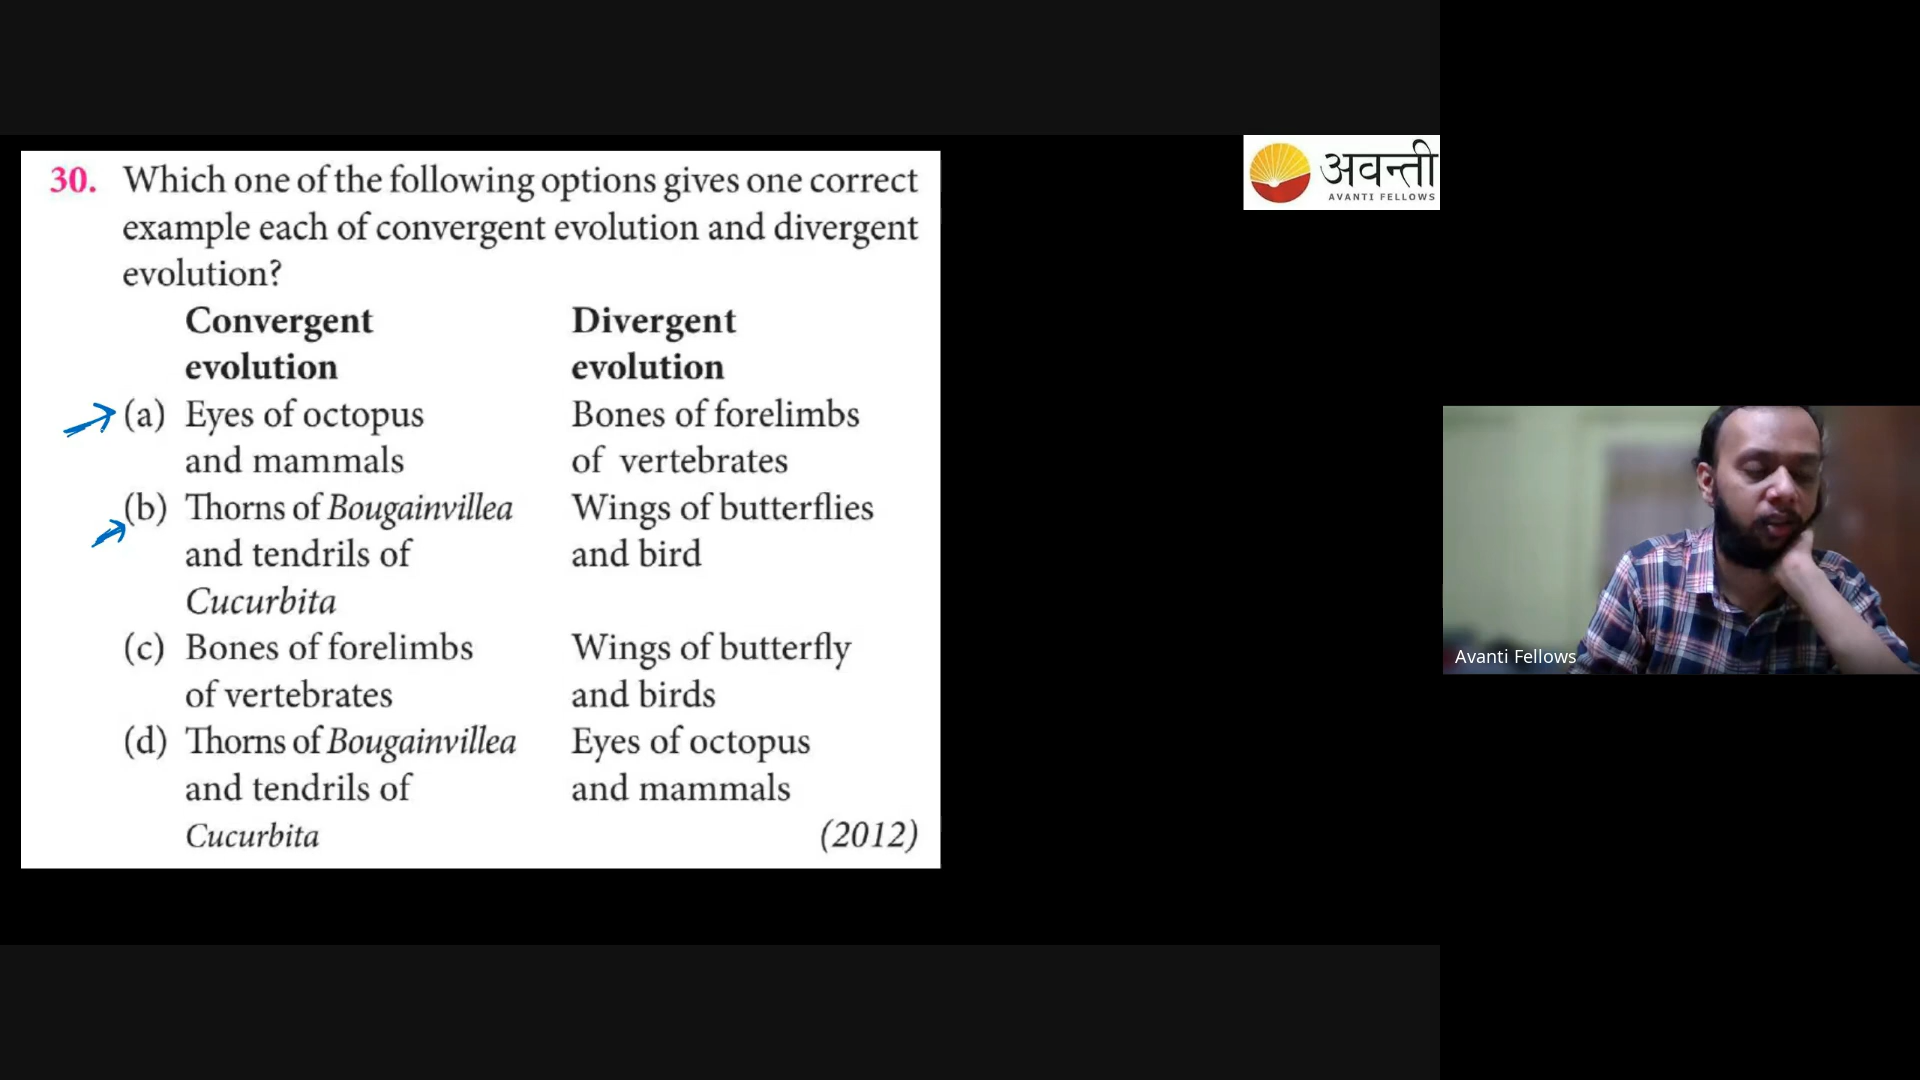 30. Which one of the following options gives one correct
example each of convergent evolution and divergent
evolution?
Convergent Divergent
evolution evolution
(a) Eyes of octopus Bones of forelimbs
and mammals of vertebrates
(b) Thorns of Bougainvillea Wings of butterflies
and tendrils of and bird
Cucurbita
(c) Bones of forelimbs Wings of butterfly
of vertebrates and birds
(d) Thorns of Bougainvillea Eyes of octopus
and tendrils of and mammals
Cucurbita (2012)
अवन्ती
AVANTI FELLOWS
Avanti Fellows